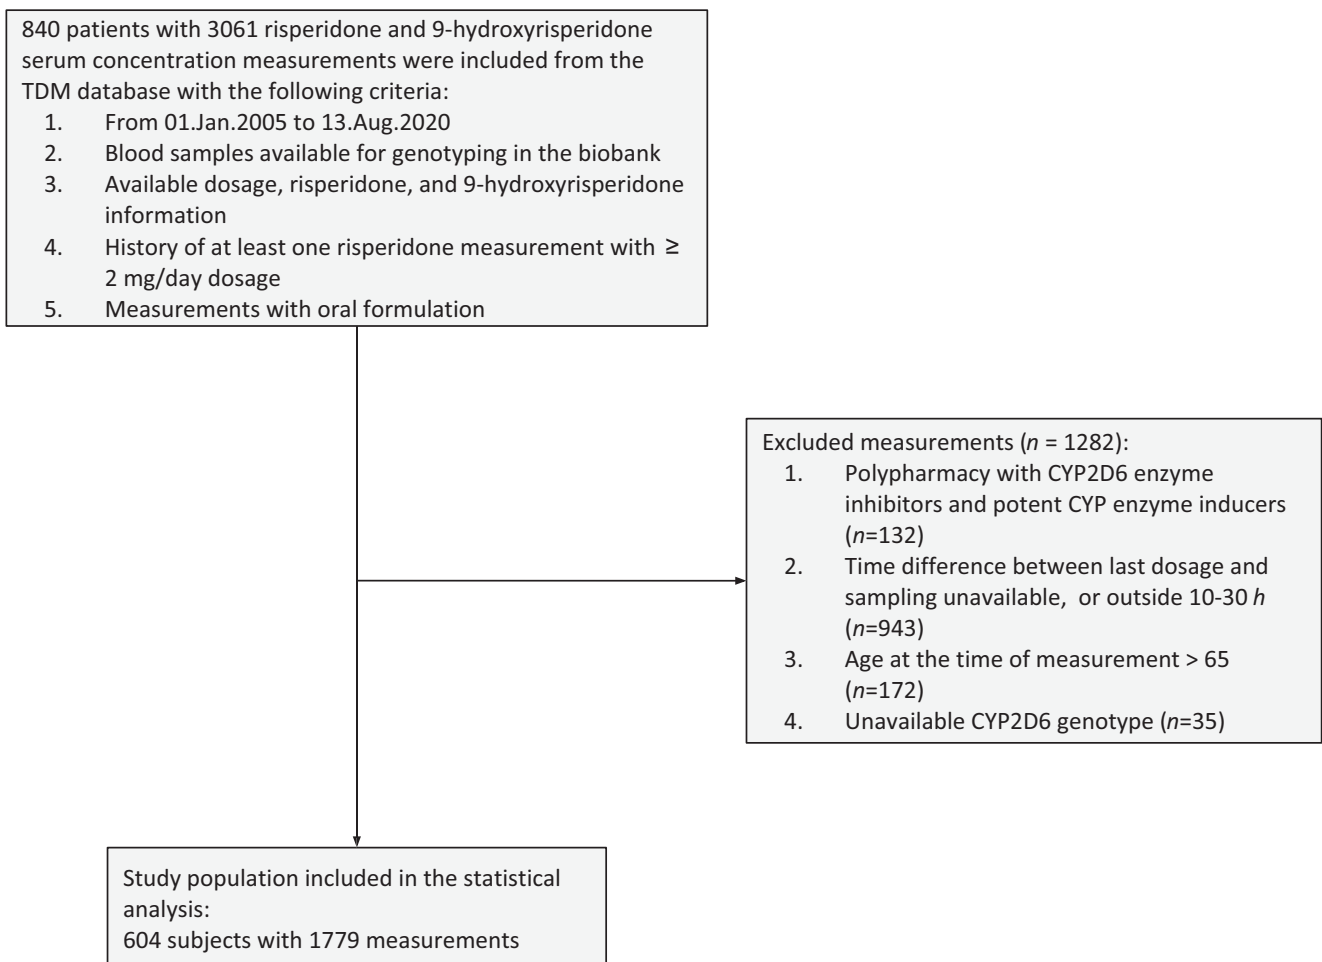 840 patients with 3061 risperidone and 9-hydroxyrisperidone
serum concentration measurements were included from the
TDM database with the following criteria:
1. From 01.Jan.2005 to 13.Aug.2020
2. Blood samples available for genotyping in the biobank
3. Available dosage, risperidone, and 9-hydroxyrisperidone
information
4. History of at least one risperidone measurement with ≥
2 mg/day dosage
5. Measurements with oral formulation
Excluded measurements (n = 1282):
1. Polypharmacy with CYP2D6 enzyme
inhibitors and potent CYP enzyme inducers
(n=132)
2. Time difference between last dosage and
sampling unavailable, or outside 10-30 h
(n=943)
3. Age at the time of measurement > 65
(n=172)
4. Unavailable CYP2D6 genotype (n=35)
Study population included in the statistical
analysis:
604 subjects with 1779 measurements